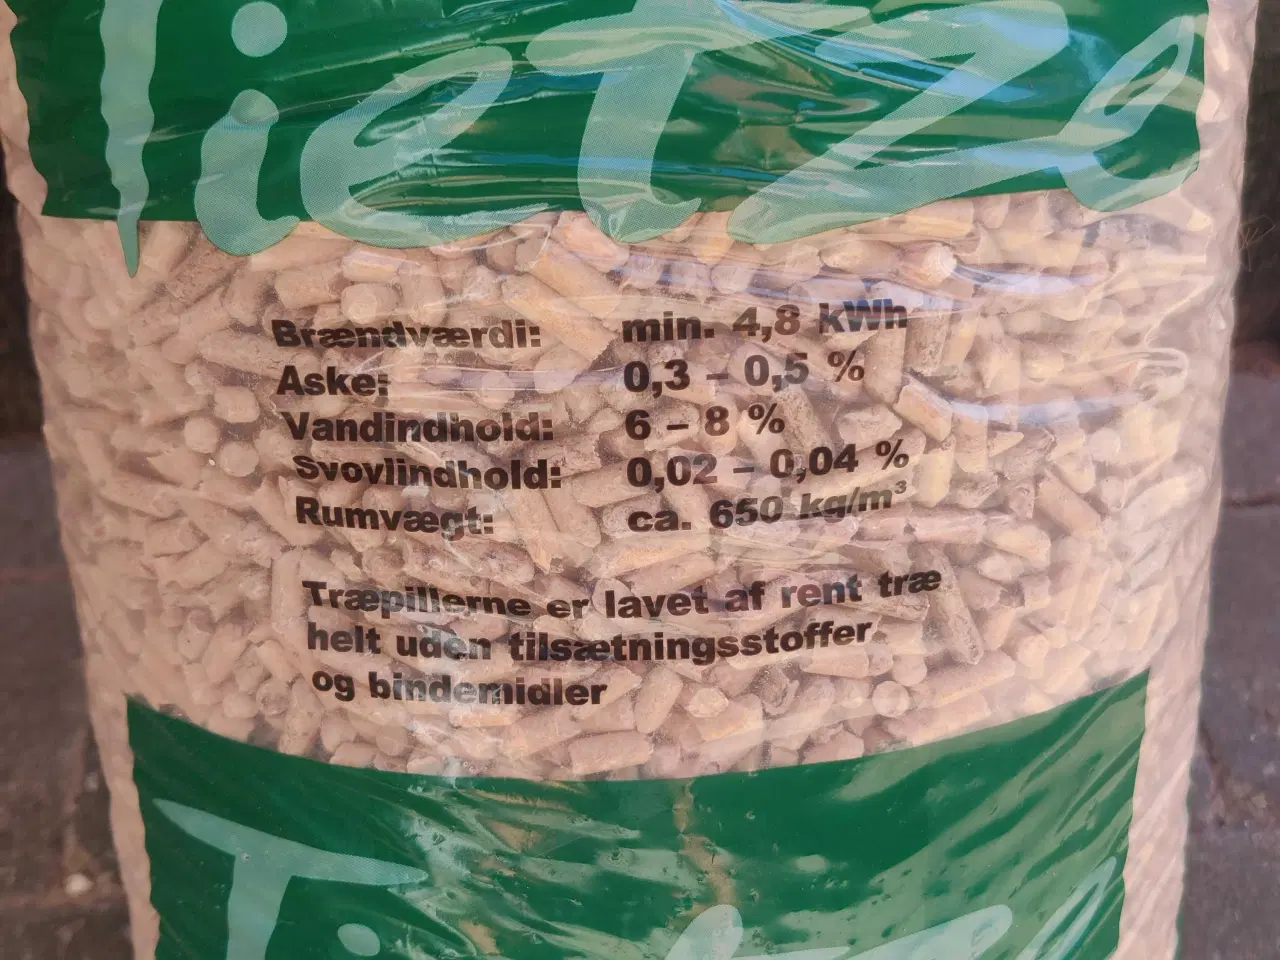 Tietze
Brændværdi: min. 4,8 kWh
Aske: 0,3 – 0,5 %
Vandindhold: 6 – 8 %
Svovlindhold: 0,02 – 0,04 %
Rumvægt: ca. 650 kg/m³
Træpillerne er lavet af rent træ
helt uden tilsætningsstoffer
og bindemidler